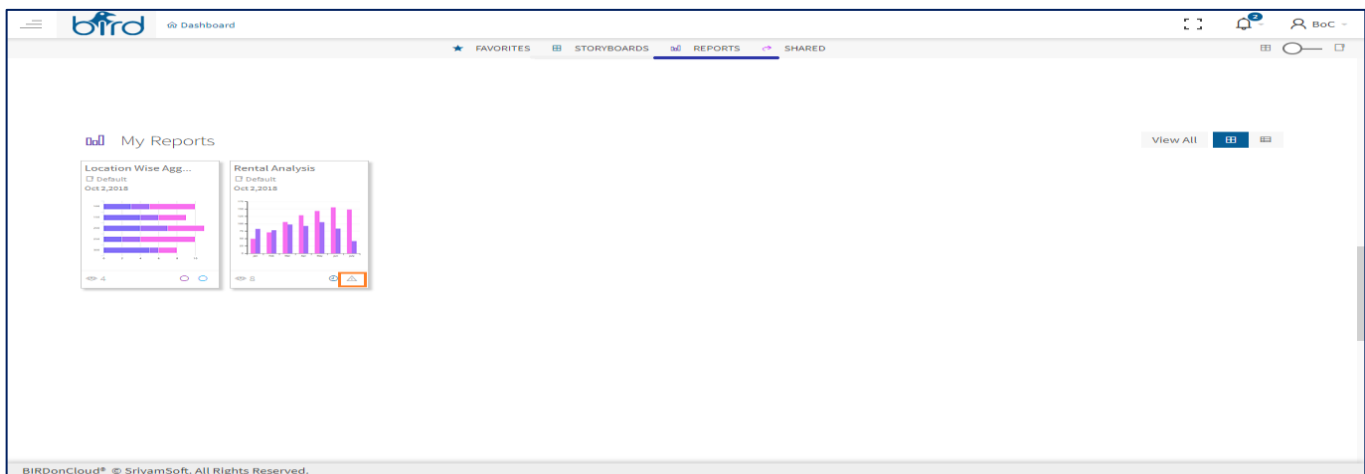 bird Dashboard 2 BoC
FAVORITES STORYBOARDS REPORTS SHARED
My Reports View All
Location Wise Agg... Rental Analysis
Default Default
Oct 2,2018 Oct 2,2018
4 8
BIRDonCloud® © SrivamSoft. All Rights Reserved.